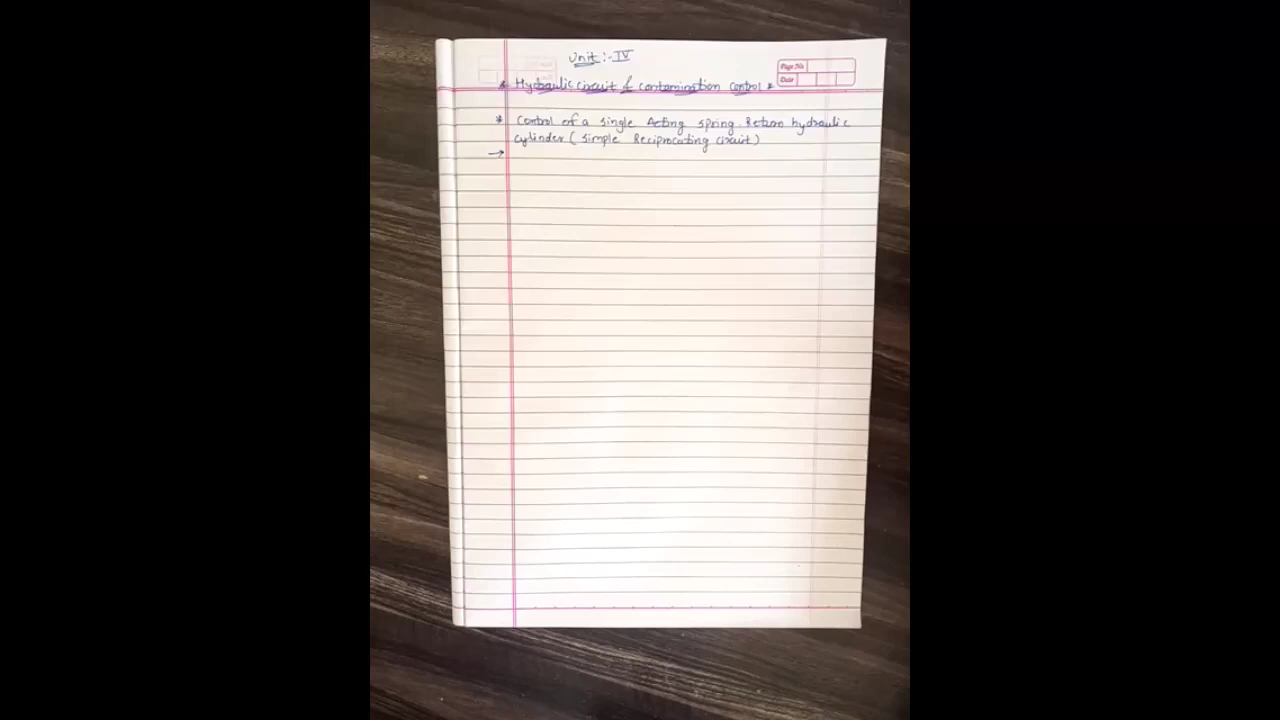 Unit :- IV
Page No
Date
* Hydraulic circuit & contamination control *
* control of a single Acting spring Return hydraulic
cylinder ( simple Reciprocating circuit )
→